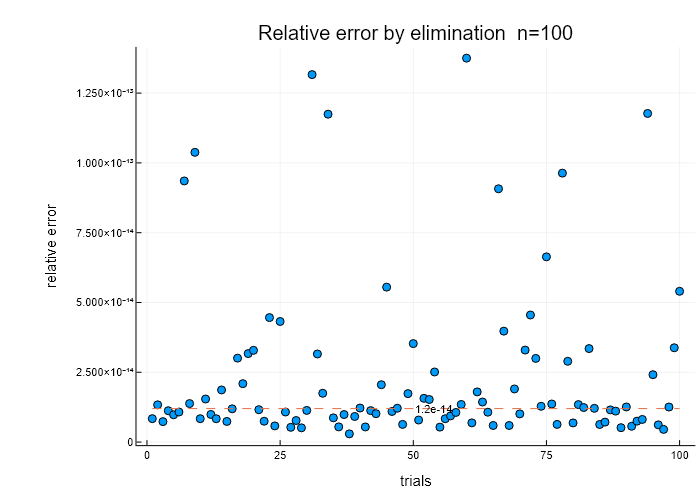 Relative error by elimination n=100
1.250×10⁻¹³
1.000×10⁻¹³
7.500×10⁻¹⁴
5.000×10⁻¹⁴
2.500×10⁻¹⁴
0
relative error
1.2e-14
0 25 50 75 100
trials